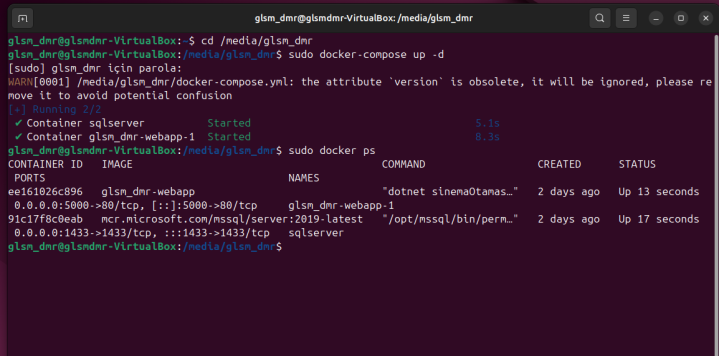 glsm_dmr@glsmdmr-VirtualBox: /media/glsm_dmr
glsm_dmr@glsmdmr-VirtualBox:~$ cd /media/glsm_dmr
glsm_dmr@glsmdmr-VirtualBox:/media/glsm_dmr$ sudo docker-compose up -d
[sudo] glsm_dmr için parola:
WARN[0001] /media/glsm_dmr/docker-compose.yml: the attribute `version` is obsolete, it will be ignored, please re
move it to avoid potential confusion
[+] Running 2/2
✔ Container sqlserver Started 5.1s
✔ Container glsm_dmr-webapp-1 Started 8.3s
glsm_dmr@glsmdmr-VirtualBox:/media/glsm_dmr$ sudo docker ps
CONTAINER ID IMAGE COMMAND CREATED STATUS
PORTS NAMES
ee161026c896 glsm_dmr-webapp "dotnet sinemaOtamas…" 2 days ago Up 13 seconds
0.0.0.0:5000->80/tcp, [::]:5000->80/tcp glsm_dmr-webapp-1
91c17f8c0eab mcr.microsoft.com/mssql/server:2019-latest "/opt/mssql/bin/perm…" 2 days ago Up 17 seconds
0.0.0.0:1433->1433/tcp, :::1433->1433/tcp sqlserver
glsm_dmr@glsmdmr-VirtualBox:/media/glsm_dmr$